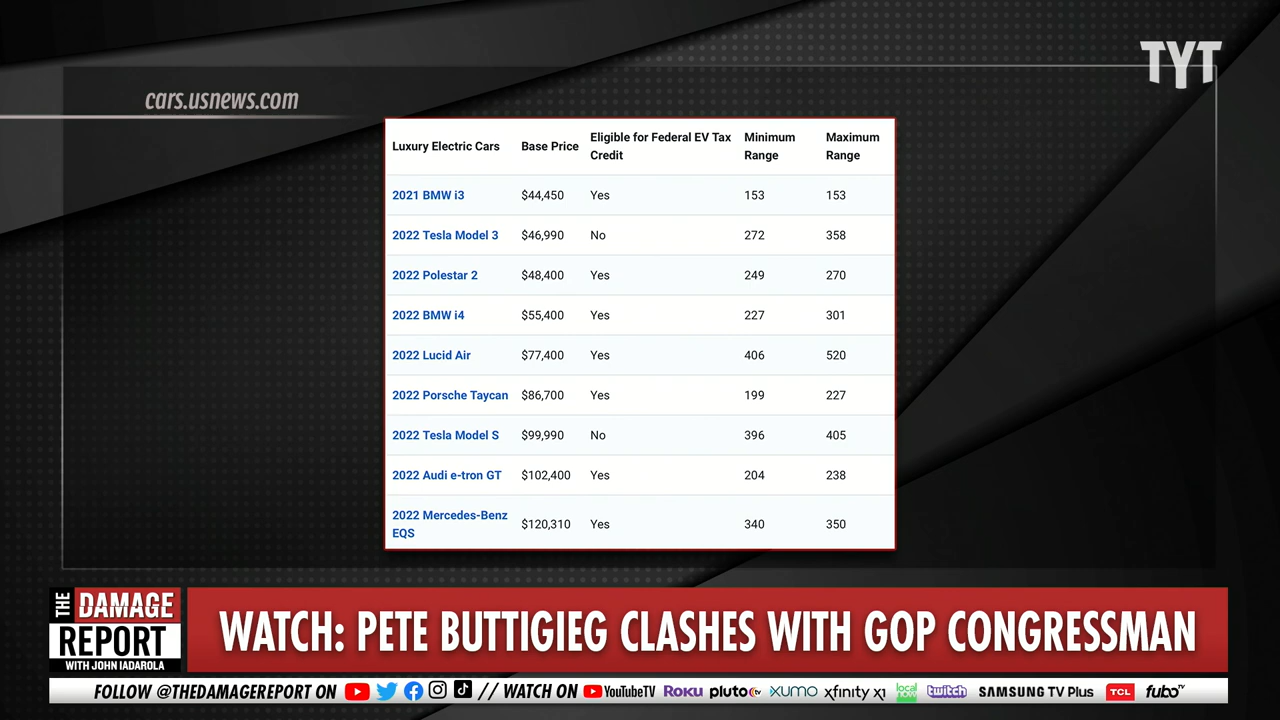 TYT
cars.usnews.com
Luxury Electric Cars Base Price Eligible for Federal EV Tax Credit Minimum Range Maximum Range
2021 BMW i3 $44,450 Yes 153 153
2022 Tesla Model 3 $46,990 No 272 358
2022 Polestar 2 $48,400 Yes 249 270
2022 BMW i4 $55,400 Yes 227 301
2022 Lucid Air $77,400 Yes 406 520
2022 Porsche Taycan $86,700 Yes 199 227
2022 Tesla Model S $99,990 No 396 405
2022 Audi e-tron GT $102,400 Yes 204 238
2022 Mercedes-Benz EQS $120,310 Yes 340 350
THE DAMAGE REPORT
WITH JOHN IADAROLA
WATCH: PETE BUTTIGIEG CLASHES WITH GOP CONGRESSMAN
FOLLOW @THEDAMAGEREPORT ON // WATCH ON YouTubeTV Roku pluto tv XUMO xfinity x1 local now twitch SAMSUNG TV Plus TCL fubo TV